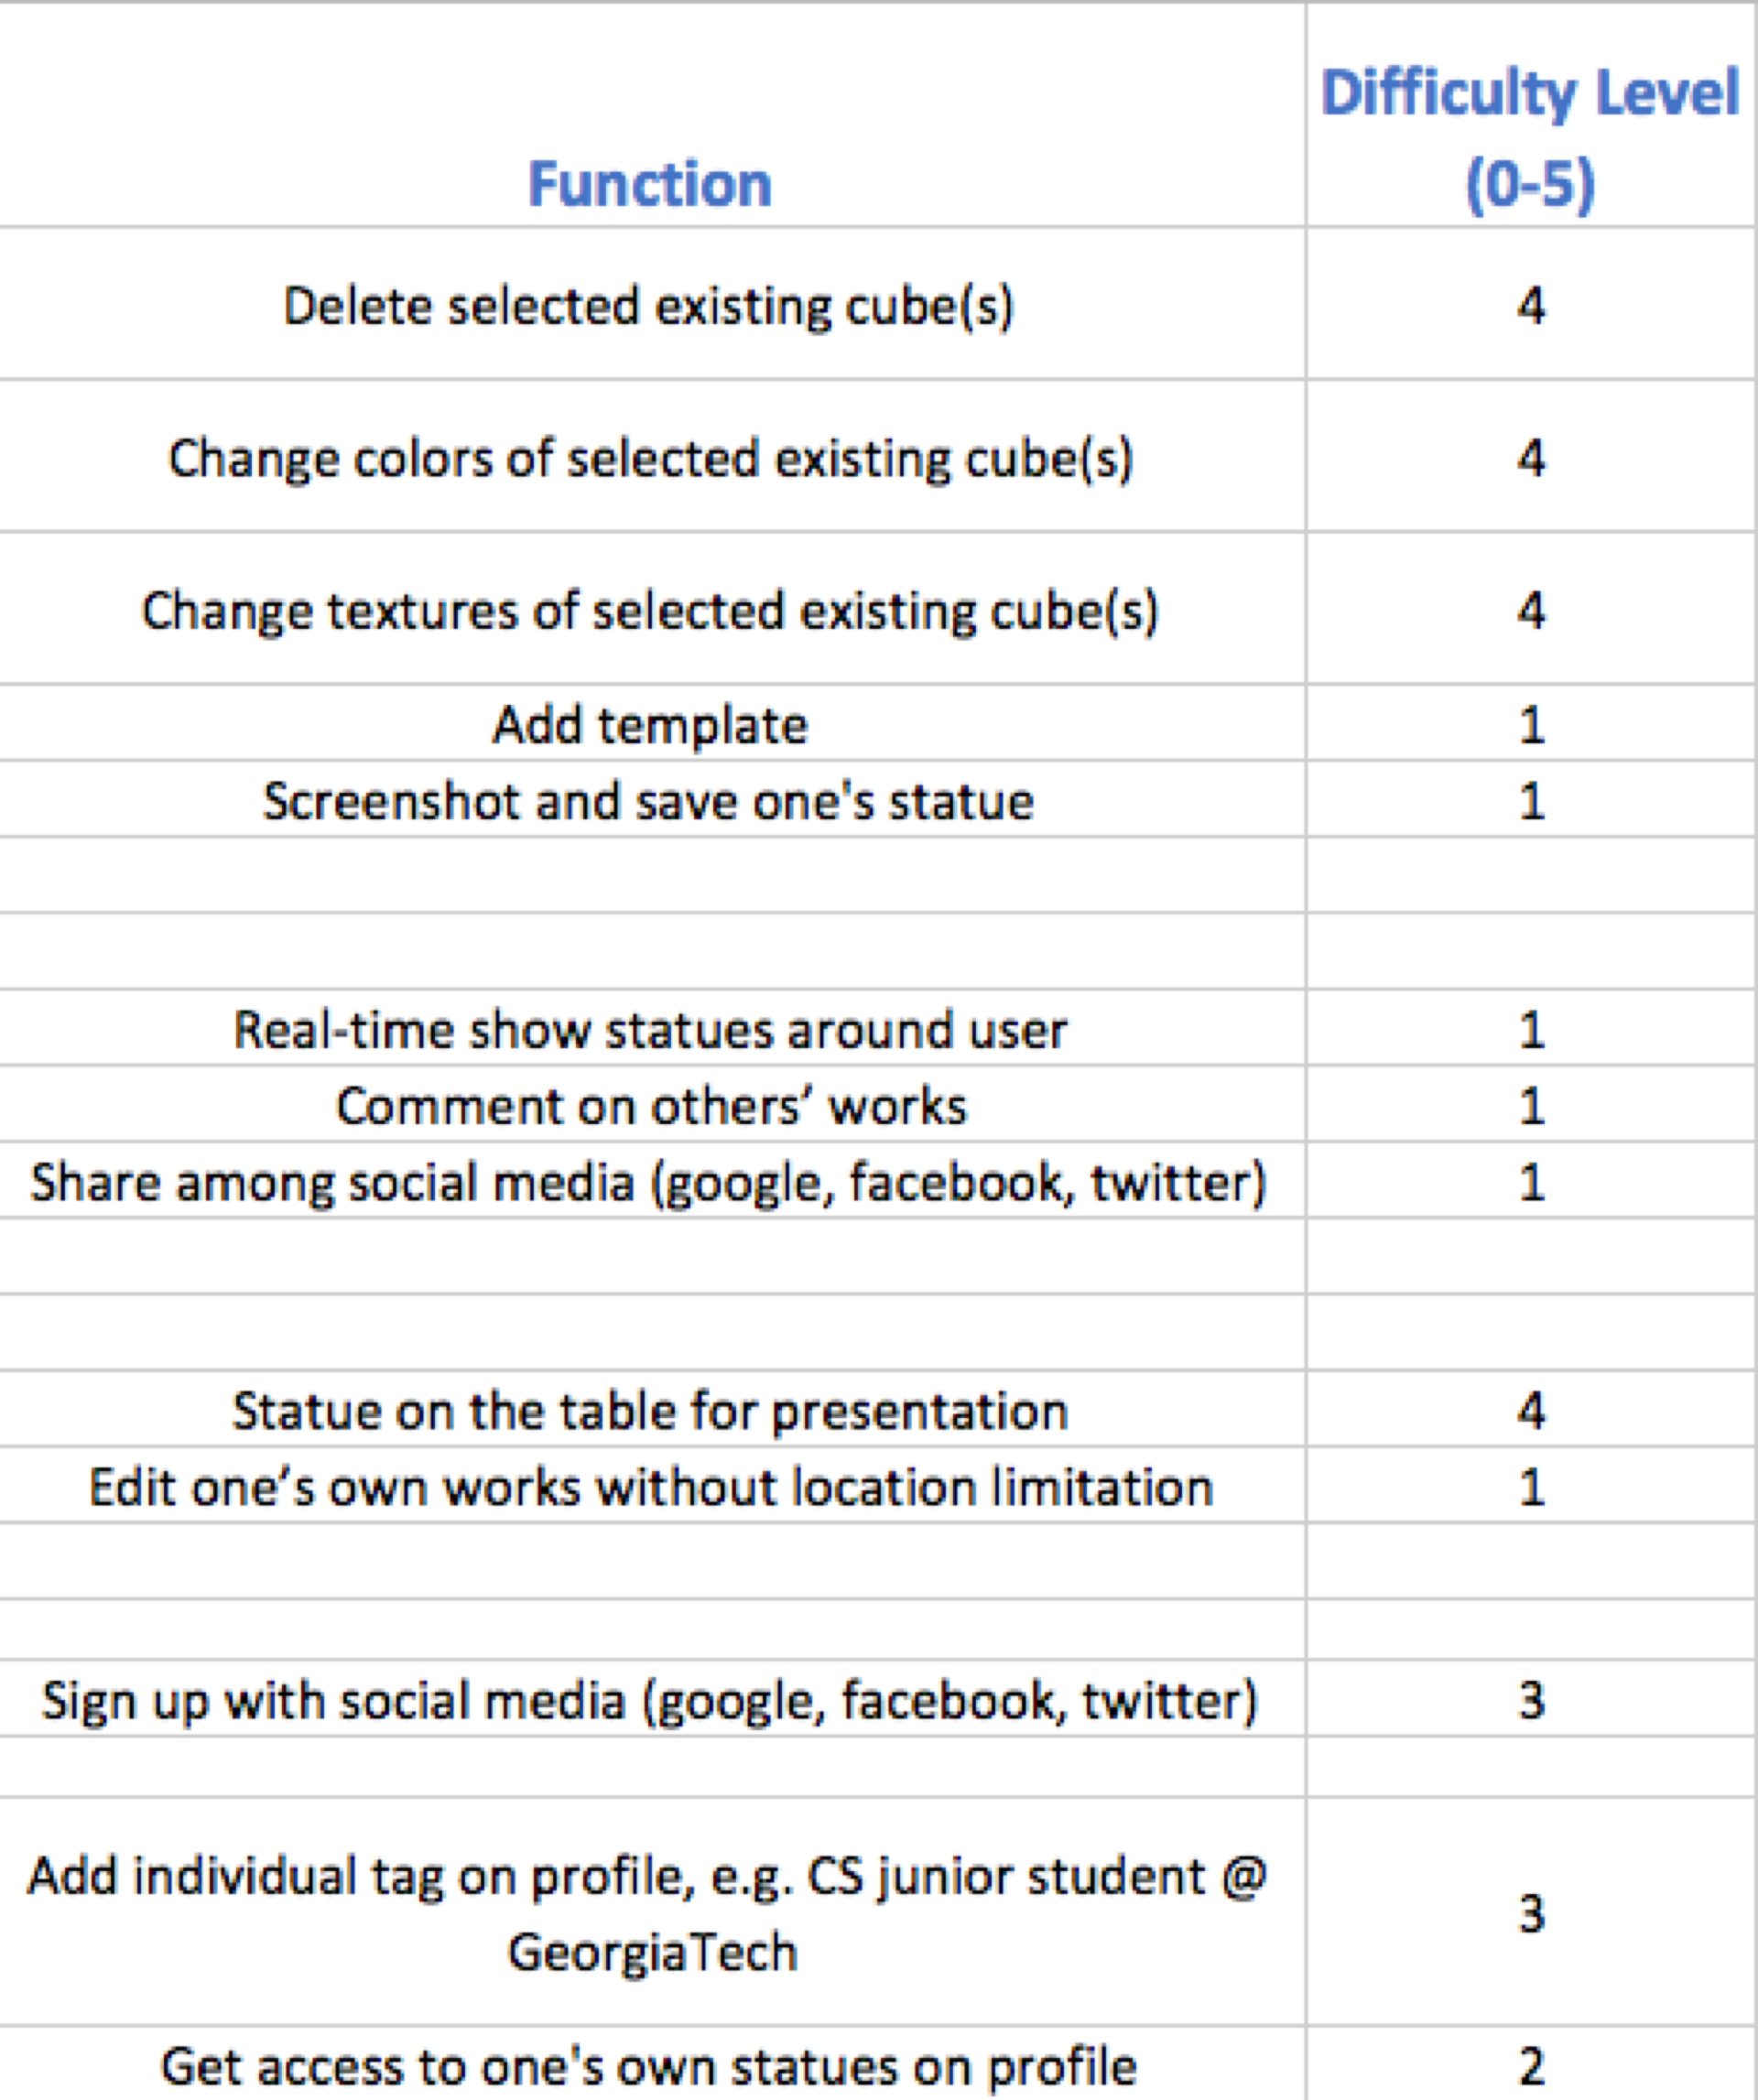 Function Difficulty Level (0-5)
Delete selected existing cube(s) 4
Change colors of selected existing cube(s) 4
Change textures of selected existing cube(s) 4
Add template 1
Screenshot and save one's statue 1
Real-time show statues around user 1
Comment on others’ works 1
Share among social media (google, facebook, twitter) 1
Statue on the table for presentation 4
Edit one’s own works without location limitation 1
Sign up with social media (google, facebook, twitter) 3
Add individual tag on profile, e.g. CS junior student @
GeorgiaTech 3
Get access to one's own statues on profile 2